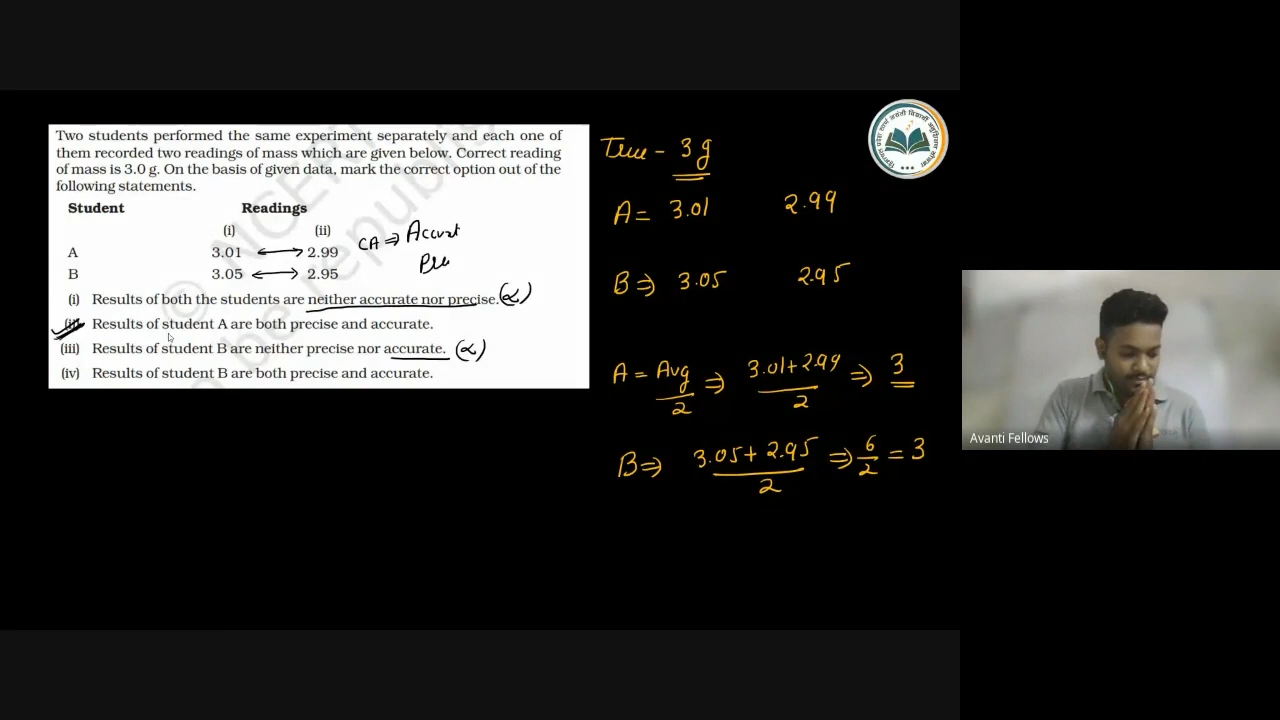 Two students performed the same experiment separately and each one of
them recorded two readings of mass which are given below. Correct reading
of mass is 3.0 g. On the basis of given data, mark the correct option out of the
following statements.
Student Readings
(i) (ii)
A 3.01 2.99
B 3.05 2.95
CA ⇒ Accurat
Pre
(i) Results of both the students are neither accurate nor precise. (x)
(ii) Results of student A are both precise and accurate.
(iii) Results of student B are neither precise nor accurate. (x)
(iv) Results of student B are both precise and accurate.
True - 3 g
A = 3.01 2.99
B ⇒ 3.05 2.95
A = Avg/2 ⇒ 3.01+2.99/2 ⇒ 3
B ⇒ 3.05 + 2.95/2 ⇒ 6/2 = 3
Avanti Fellows